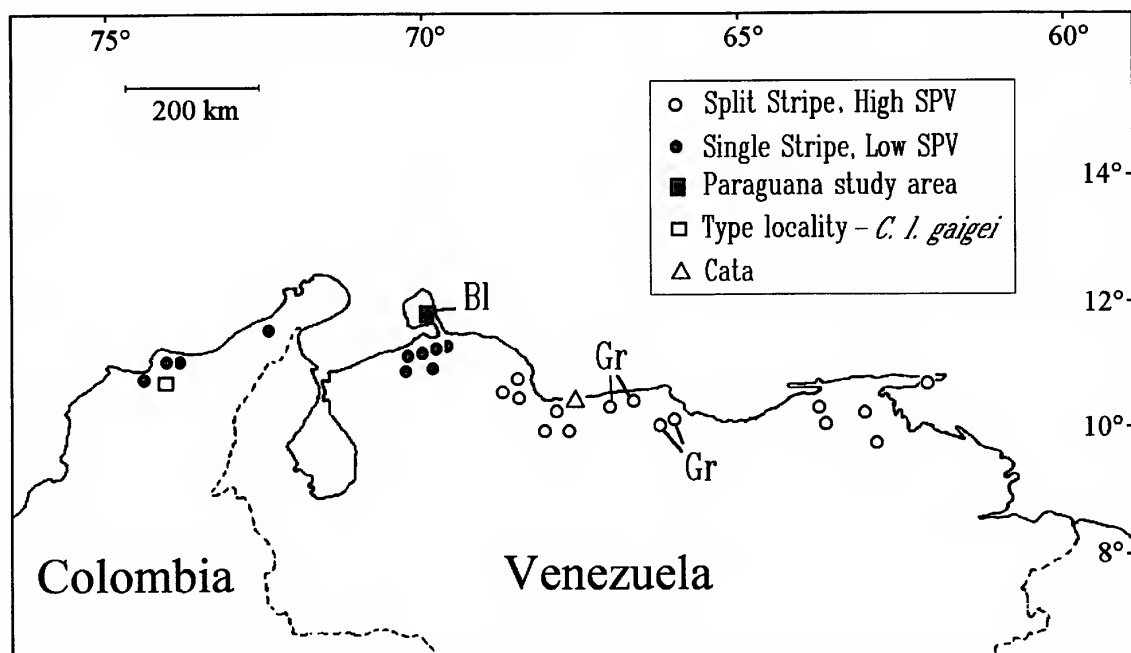 75° 70° 65° 60°
200 km
Split Stripe, High SPV
Single Stripe, Low SPV
Paraguana study area
Type locality – C. l. gaigei
Cata
14°
12°
Bl
Gr
10°
Gr
8°
Colombia Venezuela